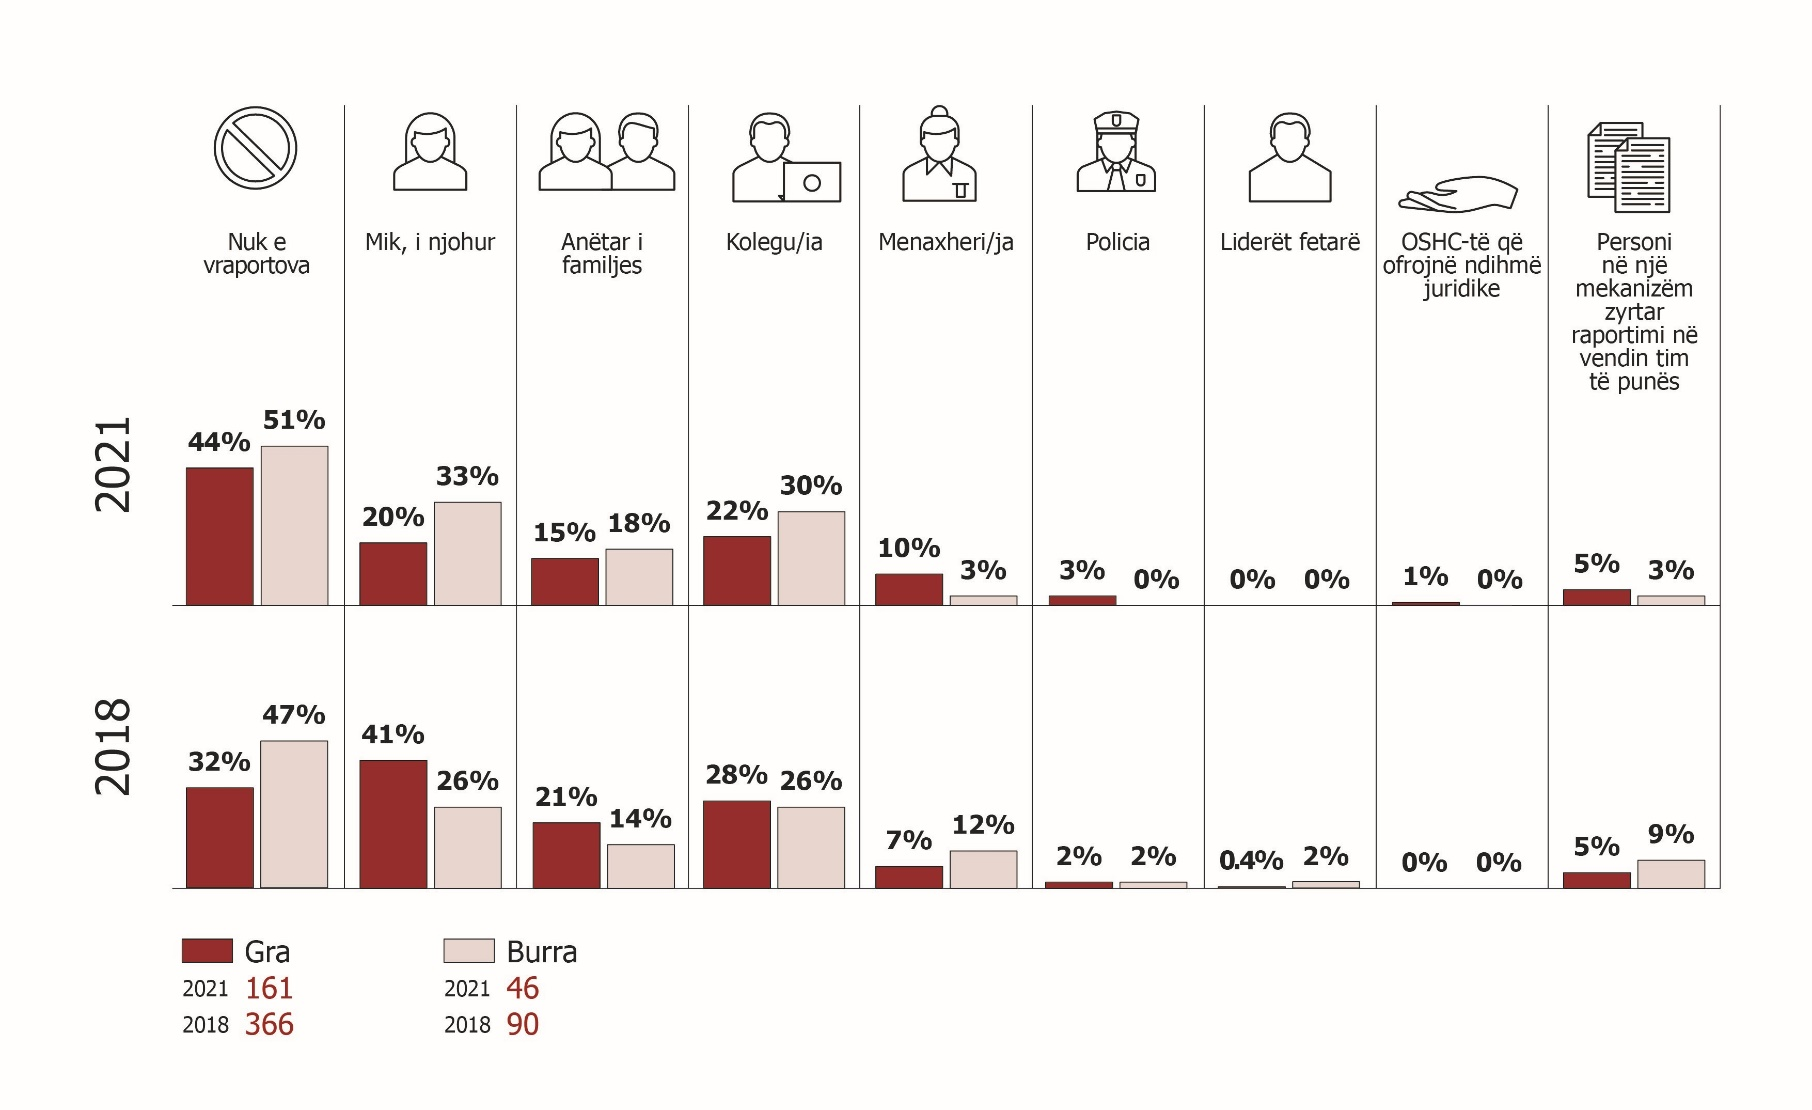 Nuk e
vraportova
Mik, i njohur
Anëtar i
familjes
Kolegu/ia
Menaxheri/ja
Policia
Liderët fetarë
OSHC-të që
ofrojnë ndihmë
juridike
Personi
në një
mekanizëm
zyrtar
raportimi në
vendin tim
të punës
2021
44% 51% 20% 33% 15% 18% 22% 30% 10% 3% 3% 0% 0% 0% 1% 0% 5% 3%
2018
32% 47% 41% 26% 21% 14% 28% 26% 7% 12% 2% 2% 0.4% 2% 0% 0% 5% 9%
Gra
2021 161
2018 366
Burra
2021 46
2018 90